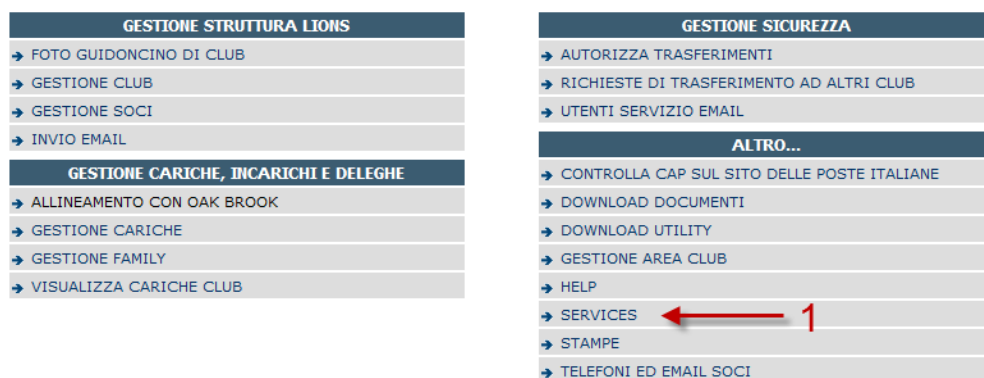 GESTIONE STRUTTURA LIONS
FOTO GUIDONCINO DI CLUB
GESTIONE CLUB
GESTIONE SOCI
INVIO EMAIL
GESTIONE CARICHE, INCARICHI E DELEGHE
ALLINEAMENTO CON OAK BROOK
GESTIONE CARICHE
GESTIONE FAMILY
VISUALIZZA CARICHE CLUB
GESTIONE SICUREZZA
AUTORIZZA TRASFERIMENTI
RICHIESTE DI TRASFERIMENTO AD ALTRI CLUB
UTENTI SERVIZIO EMAIL
ALTRO...
CONTROLLA CAP SUL SITO DELLE POSTE ITALIANE
DOWNLOAD DOCUMENTI
DOWNLOAD UTILITY
GESTIONE AREA CLUB
HELP
SERVICES 1
STAMPE
TELEFONI ED EMAIL SOCI